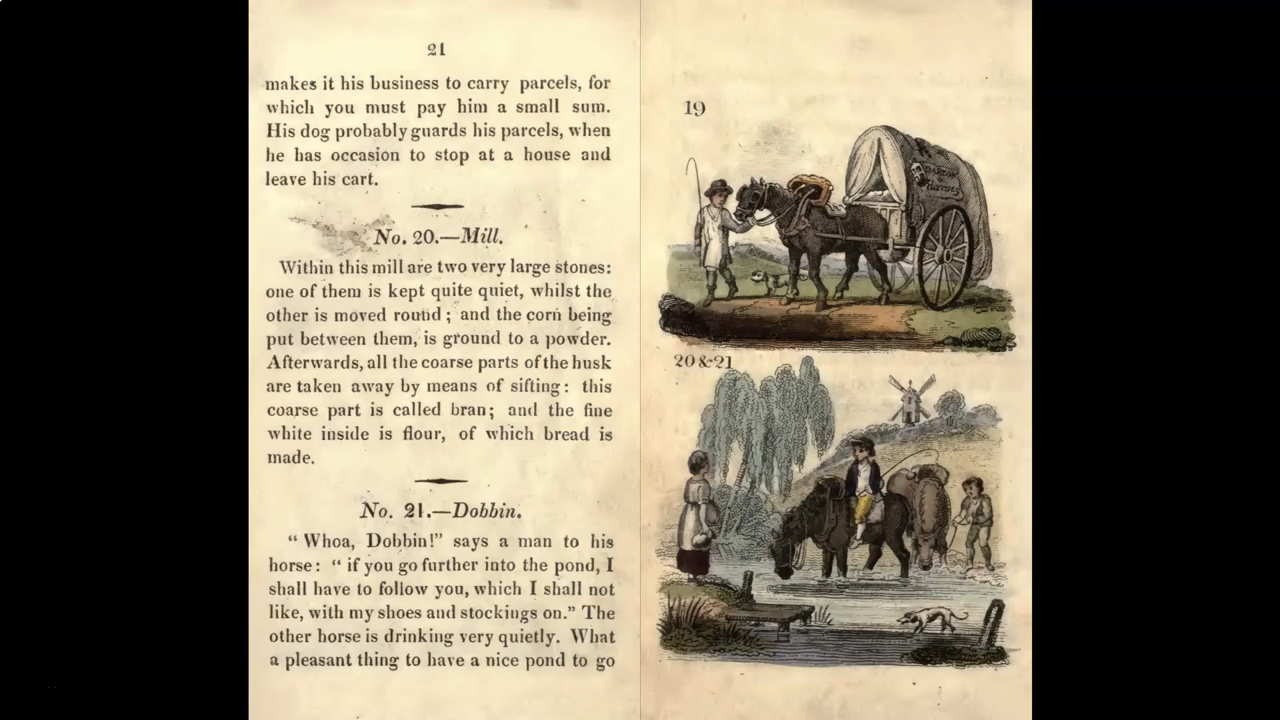 21
makes it his business to carry parcels, for
which you must pay him a small sum.
His dog probably guards his parcels, when
he has occasion to stop at a house and
leave his cart.
No. 20.—Mill.
Within this mill are two very large stones:
one of them is kept quite quiet, whilst the
other is moved round; and the corn being
put between them, is ground to a powder.
Afterwards, all the coarse parts of the husk
are taken away by means of sifting: this
coarse part is called bran; and the fine
white inside is flour, of which bread is
made.
No. 21.—Dobbin.
“ Whoa, Dobbin!” says a man to his
horse: “ if you go further into the pond, I
shall have to follow you, which I shall not
like, with my shoes and stockings on.” The
other horse is drinking very quietly. What
a pleasant thing to have a nice pond to go
19
DARTON
&
Harvey
20 & 21